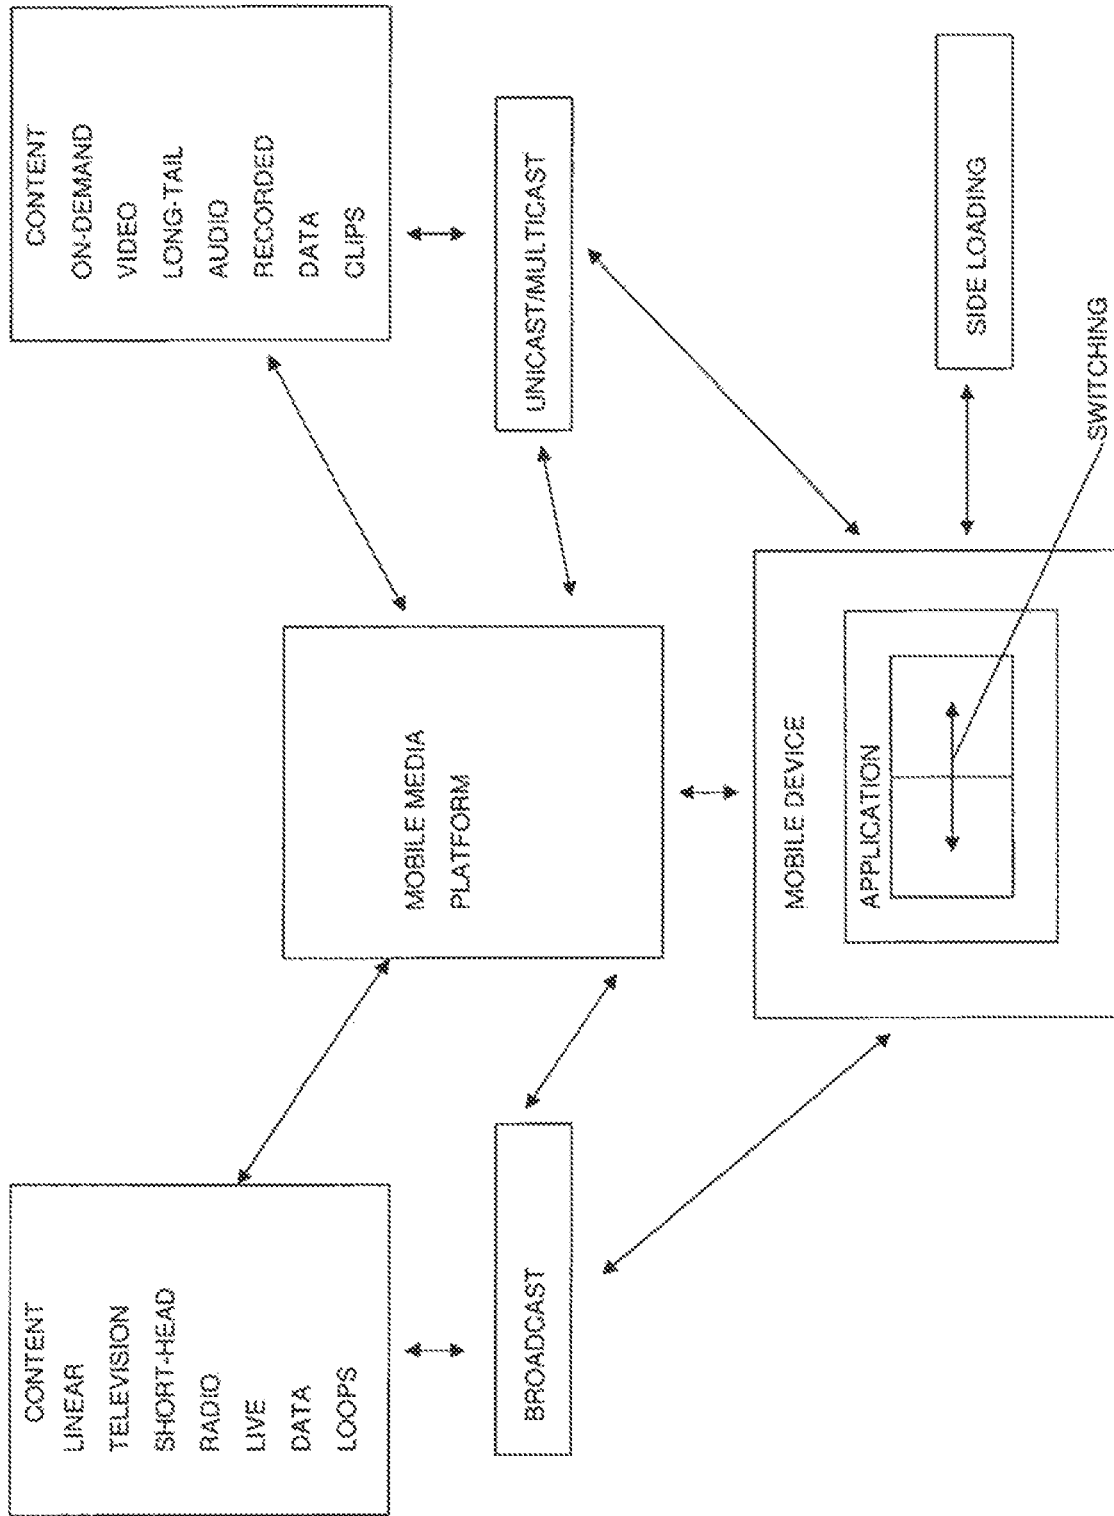 CONTENT
LINEAR
TELEVISION
SHORT-HEAD
RADIO
LIVE
DATA
LOOPS
BROADCAST
MOBILE MEDIA
PLATFORM
CONTENT
ON-DEMAND
VIDEO
LONG-TAIL
AUDIO
RECORDED
DATA
CLIPS
UNICAST/MULTICAST
MOBILE DEVICE
APPLICATION
SIDE LOADING
SWITCHING